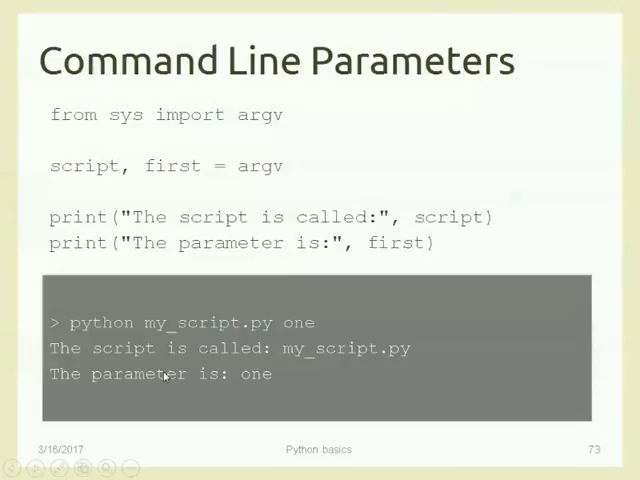 Command Line Parameters
from sys import argv
script, first = argv
print("The script is called:", script)
print("The parameter is:", first)
> python my_script.py one
The script is called: my_script.py
The parameter is: one
3/16/2017 Python basics 73